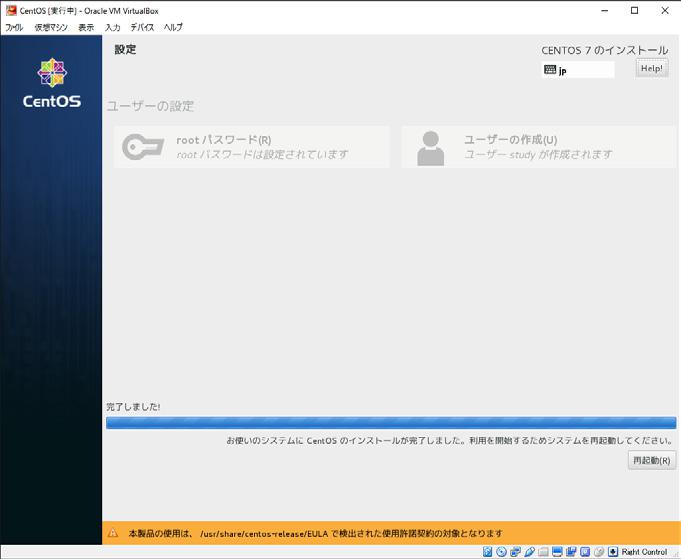 CentOS [実行中] - Oracle VM VirtualBox
ファイル 仮想マシン 表示 入力 デバイス ヘルプ
設定
CENTOS 7 のインストール
jp
Help!
CentOS
ユーザーの設定
root パスワード(R)
root パスワードは設定されています
ユーザーの作成(U)
ユーザー study が作成されます
完了しました!
お使いのシステムに CentOS のインストールが完了しました。利用を開始するためシステムを再起動してください。
再起動(R)
本製品の使用は、 /usr/share/centos-release/EULA で検出された使用許諾契約の対象となります
Right Control